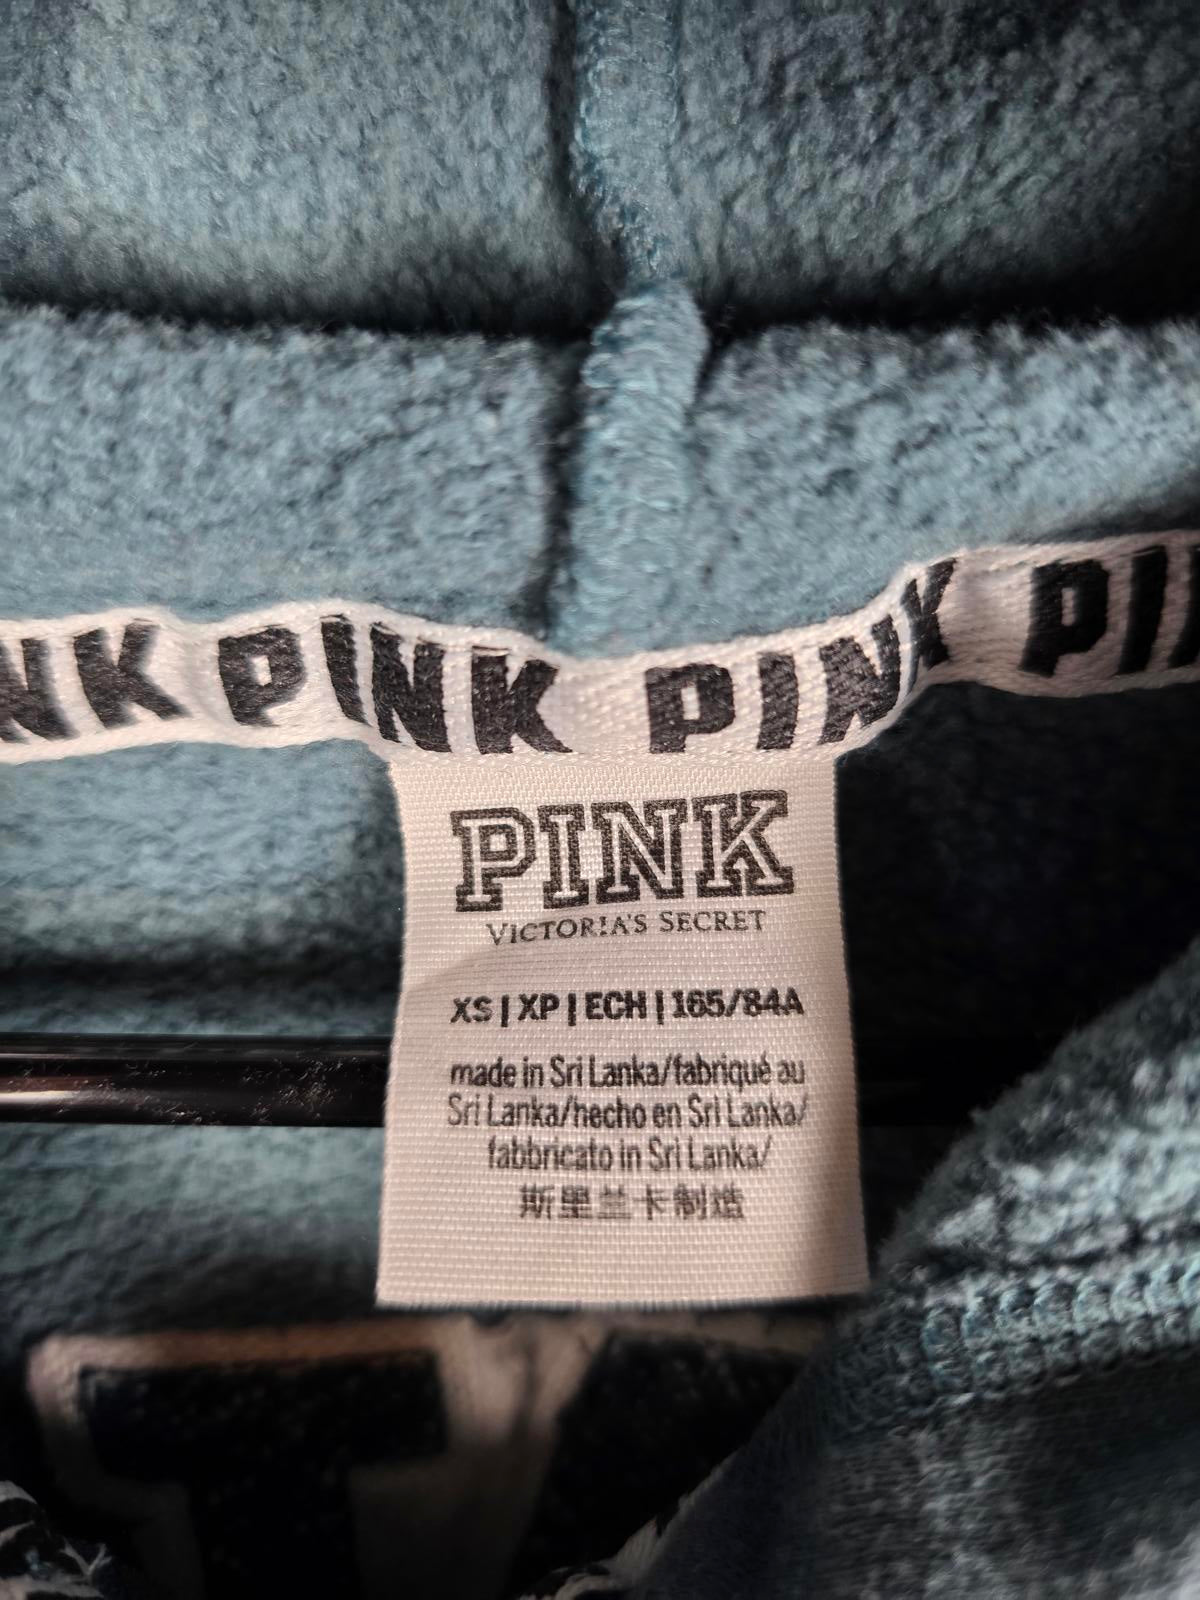 NK PINK PINK PI
PINK
VICTORIA'S SECRET
XS | XP | ECH | 165/84A
made in Sri Lanka/fabriqué au
Sri Lanka/hecho en Sri Lanka/
fabbricato in Sri Lanka/
斯里兰卡制造